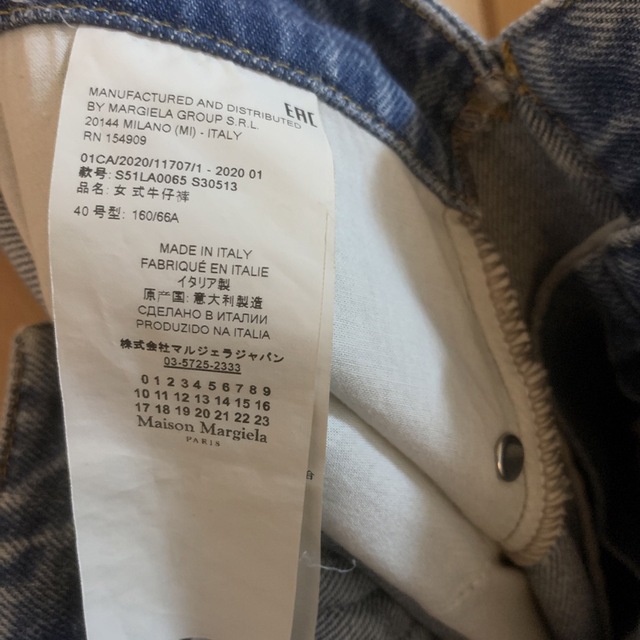 MANUFACTURED AND DISTRIBUTED
BY MARGIELA GROUP S.R.L.
20144 MILANO (MI) - ITALY
RN 154909
EAC
01CA/2020/11707/1 - 2020 01
款号: S51LA0065 S30513
品名: 女式牛仔裤
40 号型: 160/66A
MADE IN ITALY
FABRIQUÉ EN ITALIE
イタリア製
原产国: 意大利製造
СДЕЛАНО В ИТАЛИИ
PRODUZIDO NA ITALIA
株式会社マルジェラジャパン
03-5725-2333
0 1 2 3 4 5 6 7 8 9
10 11 12 13 14 15 16
17 18 19 20 21 22 23
Maison Margiela
PARIS